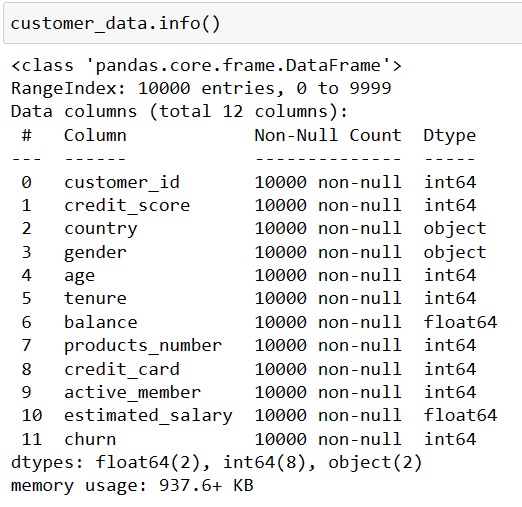 customer_data.info()
<class 'pandas.core.frame.DataFrame'>
RangeIndex: 10000 entries, 0 to 9999
Data columns (total 12 columns):
 #   Column            Non-Null Count  Dtype
---  ------            --------------  -----
 0   customer_id       10000 non-null  int64
 1   credit_score      10000 non-null  int64
 2   country           10000 non-null  object
 3   gender            10000 non-null  object
 4   age               10000 non-null  int64
 5   tenure            10000 non-null  int64
 6   balance           10000 non-null  float64
 7   products_number   10000 non-null  int64
 8   credit_card       10000 non-null  int64
 9   active_member     10000 non-null  int64
 10  estimated_salary  10000 non-null  float64
 11  churn             10000 non-null  int64
dtypes: float64(2), int64(8), object(2)
memory usage: 937.6+ KB